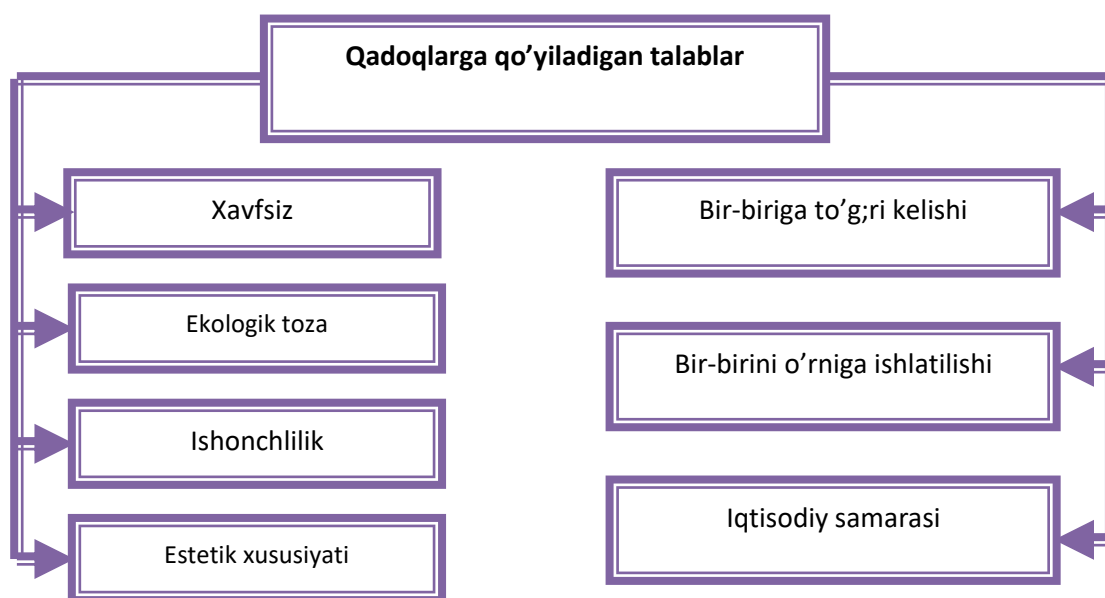 Qadoqlarga qo’yiladigan talablar
Xavfsiz
Ekologik toza
Ishonchlilik
Estetik xususiyati
Bir-biriga to’g;ri kelishi
Bir-birini o’rniga ishlatilishi
Iqtisodiy samarasi